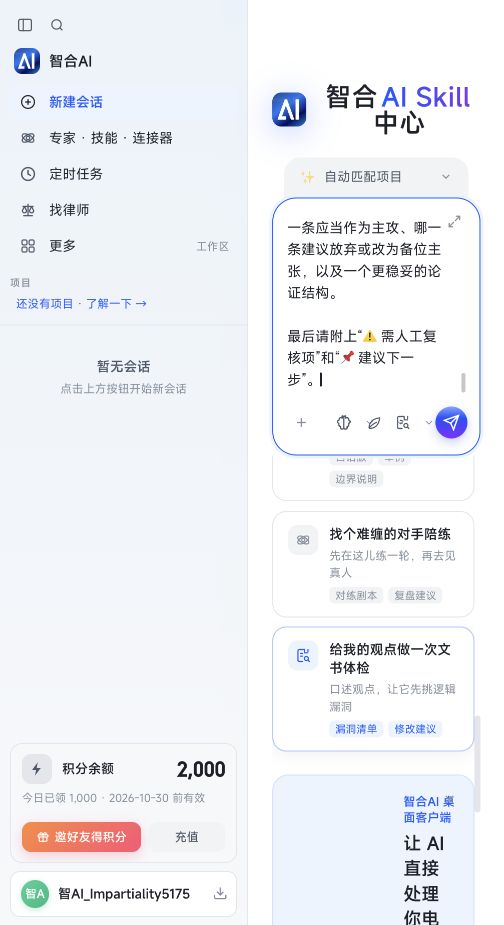 智合AI
新建会话
专家 · 技能 · 连接器
定时任务
找律师
更多
工作区
项目
还没有项目 · 了解一下 →
暂无会话
点击上方按钮开始新会话
积分余额
2,000
今日已领 1,000 · 2026-10-30 前有效
邀好友得积分
充值
智A
智AI_Impartiality5175
AI
智合 AI Skill
中心
✨ 自动匹配项目
一条应当作为主攻、哪一
条建议放弃或改为备位主
张，以及一个更稳妥的论
证结构。
最后请附上“⚠️ 需人工复
核项”和“📌 建议下一
步”。
边界说明
找个难缠的对手陪练
先在这儿练一轮，再去见
真人
对练剧本
复盘建议
给我的观点做一次文
书体检
口述观点，让它先挑逻辑
漏洞
漏洞清单
修改建议
智合AI 桌
面客户端
让 AI
直接
处理
你电